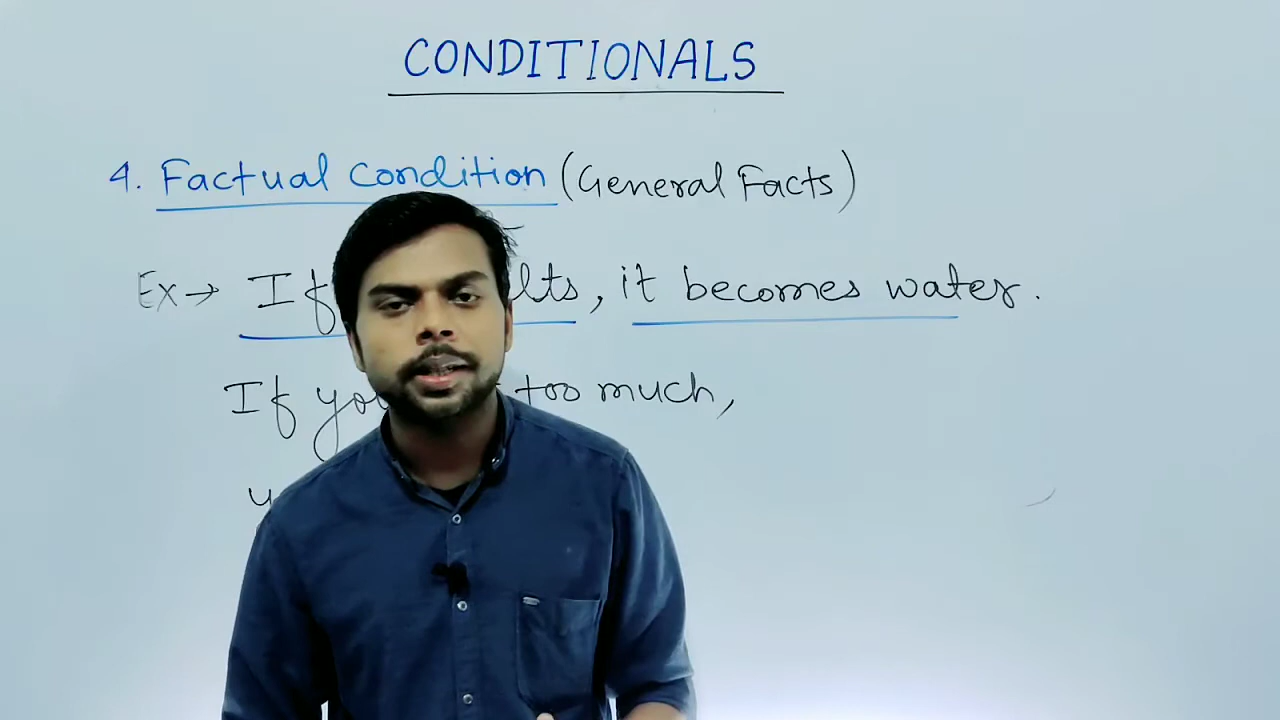 CONDITIONALS
4. Factual Condition (General Facts)
Ex → If lts, it becomes water.
If you too much,